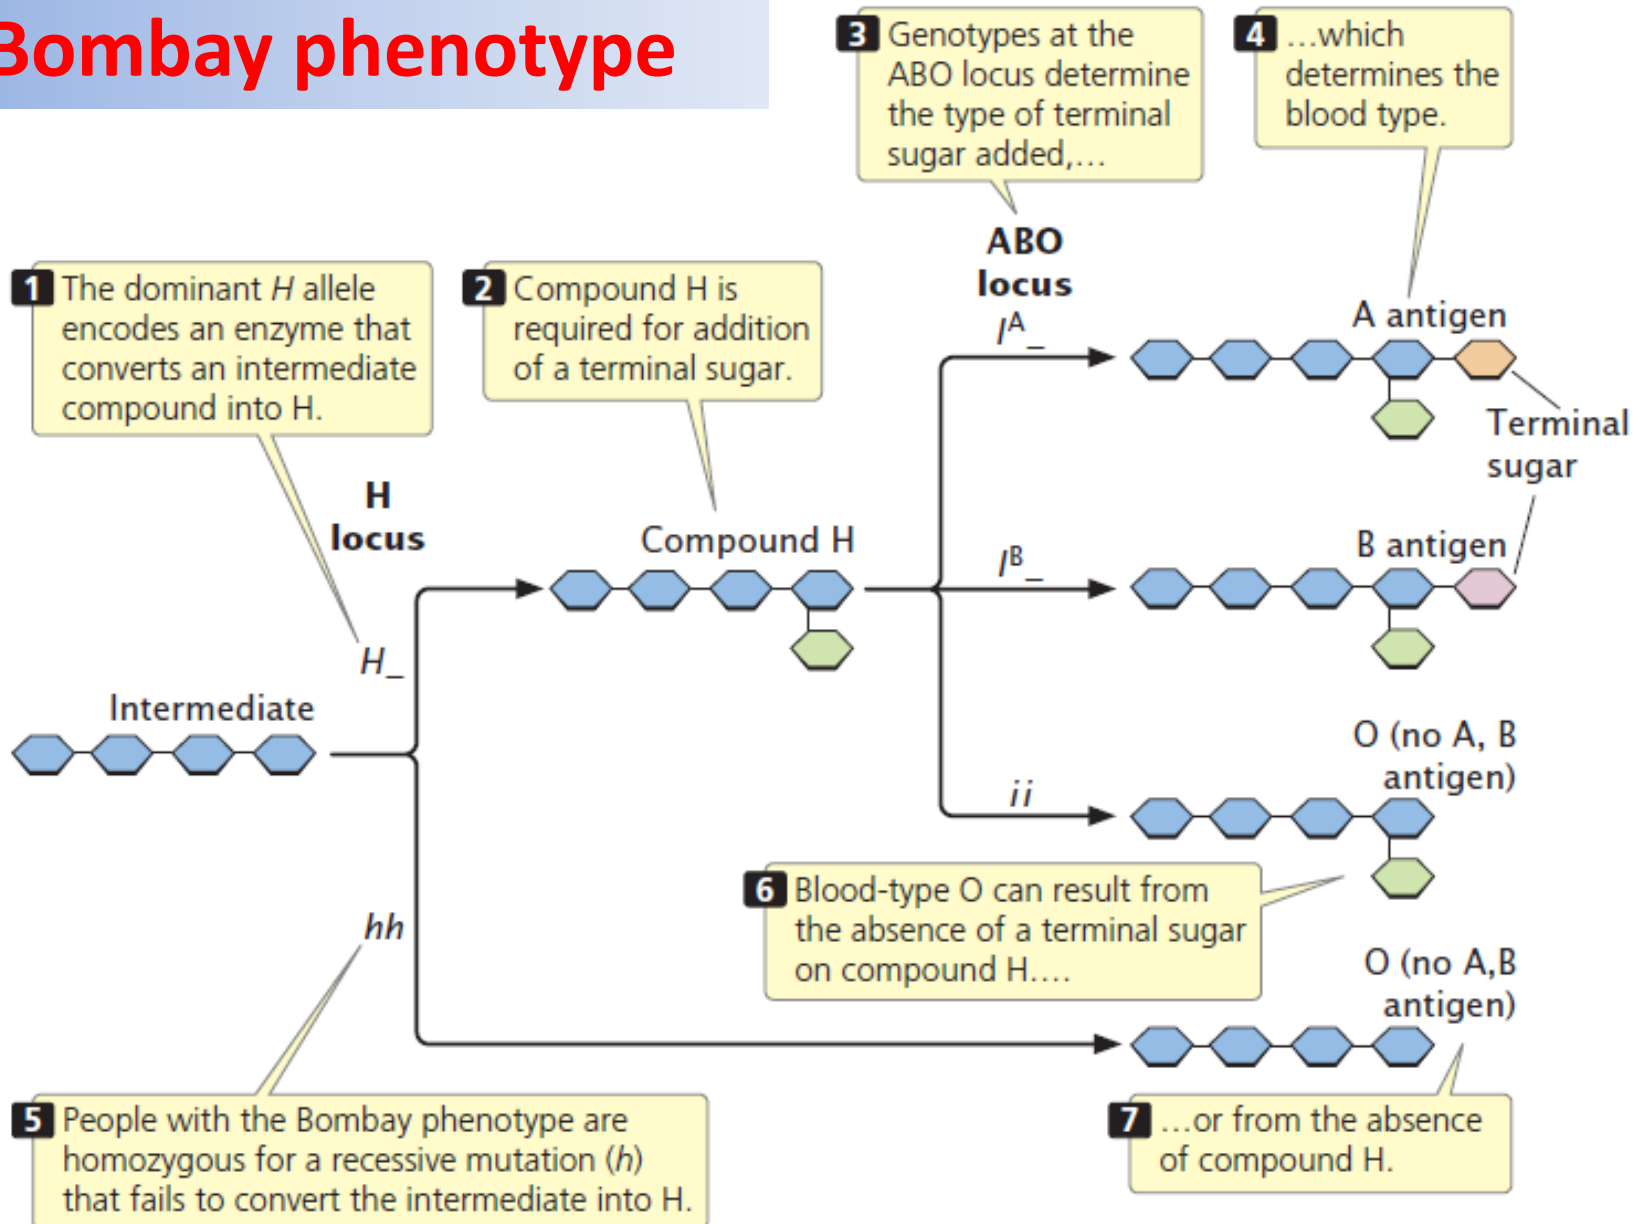 Bombay phenotype
1 The dominant H allele
encodes an enzyme that
converts an intermediate
compound into H.
2 Compound H is
required for addition
of a terminal sugar.
3 Genotypes at the
ABO locus determine
the type of terminal
sugar added,...
4 ...which
determines the
blood type.
ABO
locus
I^A_
A antigen
Terminal
sugar
H
locus
Compound H
I^B_
B antigen
H_
Intermediate
ii
O (no A, B
antigen)
6 Blood-type O can result from
the absence of a terminal sugar
on compound H....
hh
O (no A,B
antigen)
5 People with the Bombay phenotype are
homozygous for a recessive mutation (h)
that fails to convert the intermediate into H.
7 ...or from the absence
of compound H.